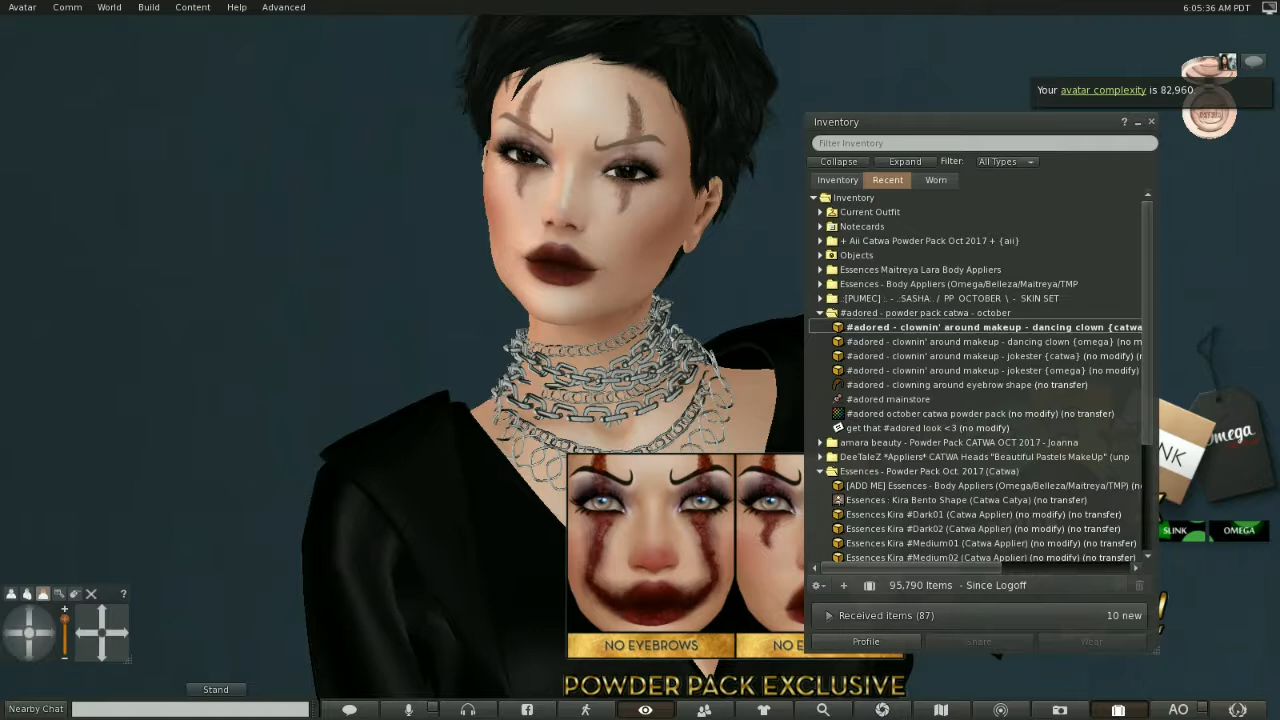 Avatar Comm World Build Content Help Advanced
6:05:36 AM PDT
Your avatar complexity is 82,960
Inventory
?
Filter Inventory
Collapse Expand Filter: All Types
Inventory Recent Worn
Inventory
Current Outfit
Notecards
+ Aii Catwa Powder Pack Oct 2017 + {aii}
Objects
Essences Maitreya Lara Body Appliers
Essences - Body Appliers (Omega/Belleza/Maitreya/TMP
.:[PUMEC] :. - .:SASHA:. / PP OCTOBER \ - SKIN SET
#adored - powder pack catwa - october
#adored - clownin' around makeup - dancing clown {catwa
#adored - clownin' around makeup - dancing clown {omega} (no m
#adored - clownin' around makeup - jokester {catwa} (no modify) (
#adored - clownin' around makeup - jokester {omega} (no modify)
#adored - clowning around eyebrow shape (no transfer)
#adored mainstore
#adored october catwa powder pack (no modify) (no transfer)
get that #adored look <3 (no modify)
amara beauty - Powder Pack CATWA OCT 2017 - Joanna
DeeTaleZ *Appliers* CATWA Heads "Beautiful Pastels MakeUp" (unp
Essences - Powder Pack Oct. 2017 (Catwa)
[ADD ME] Essences - Body Appliers (Omega/Belleza/Maitreya/TMP) (n
Essences : Kira Bento Shape (Catwa Catya) (no transfer)
Essences Kira #Dark01 (Catwa Applier) (no modify) (no transfer)
Essences Kira #Dark02 (Catwa Applier) (no modify) (no transfer)
Essences Kira #Medium01 (Catwa Applier) (no modify) (no transfer)
Essences Kira #Medium02 (Catwa Applier) (no modify) (no transfer)
95,790 Items - Since Logoff
Received items (87) 10 new
Profile Share Wear
Omega
NK
SLINK OMEGA
?
NO EYEBROWS
NO E
POWDER PACK EXCLUSIVE
Stand
Nearby Chat
AO